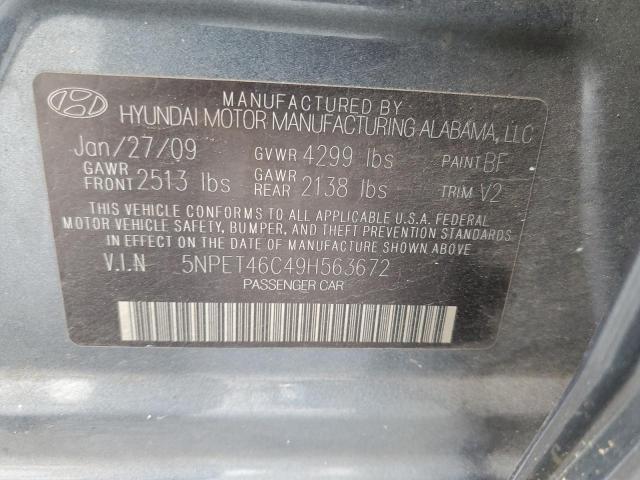 MANUFACTURED BY
HYUNDAI MOTOR MANUFACTURING ALABAMA, LLC
Jan/27/09 GVWR 4299 lbs PAINT BF
GAWR FRONT 2513 lbs GAWR REAR 2138 lbs TRIM V2
THIS VEHICLE CONFORMS TO ALL APPLICABLE U.S.A. FEDERAL
MOTOR VEHICLE SAFETY, BUMPER, AND THEFT PREVENTION STANDARDS
IN EFFECT ON THE DATE OF MANUFACTURE SHOWN ABOVE.
V.I.N 5NPET46C49H563672
PASSENGER CAR